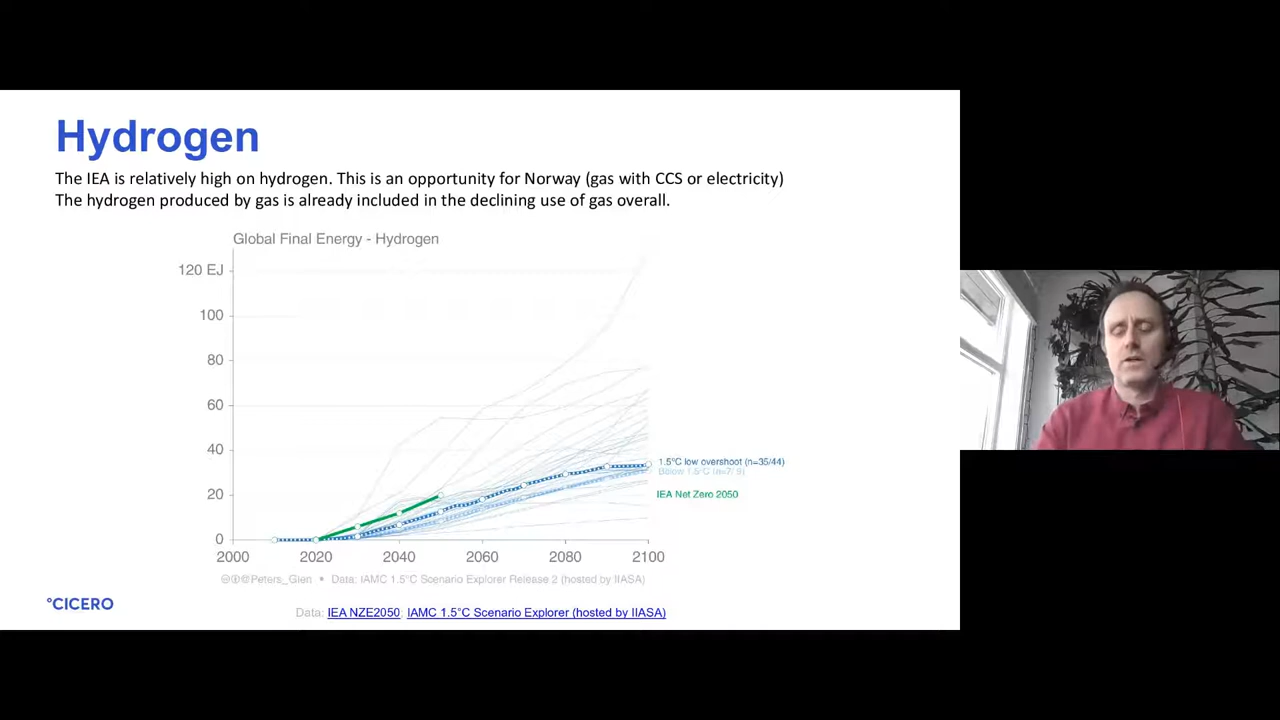 Hydrogen
The IEA is relatively high on hydrogen. This is an opportunity for Norway (gas with CCS or electricity)
The hydrogen produced by gas is already included in the declining use of gas overall.
Global Final Energy - Hydrogen
120 EJ
100
80
60
40
20
0
1.5°C low overshoot (n=35/44)
Below 1.5°C (n=7/9)
IEA Net Zero 2050
2000 2020 2040 2060 2080 2100
@Peters_Glen • Data: IAMC 1.5°C Scenario Explorer Release 2 (hosted by IIASA)
°CICERO
Data: IEA NZE2050; IAMC 1.5°C Scenario Explorer (hosted by IIASA)